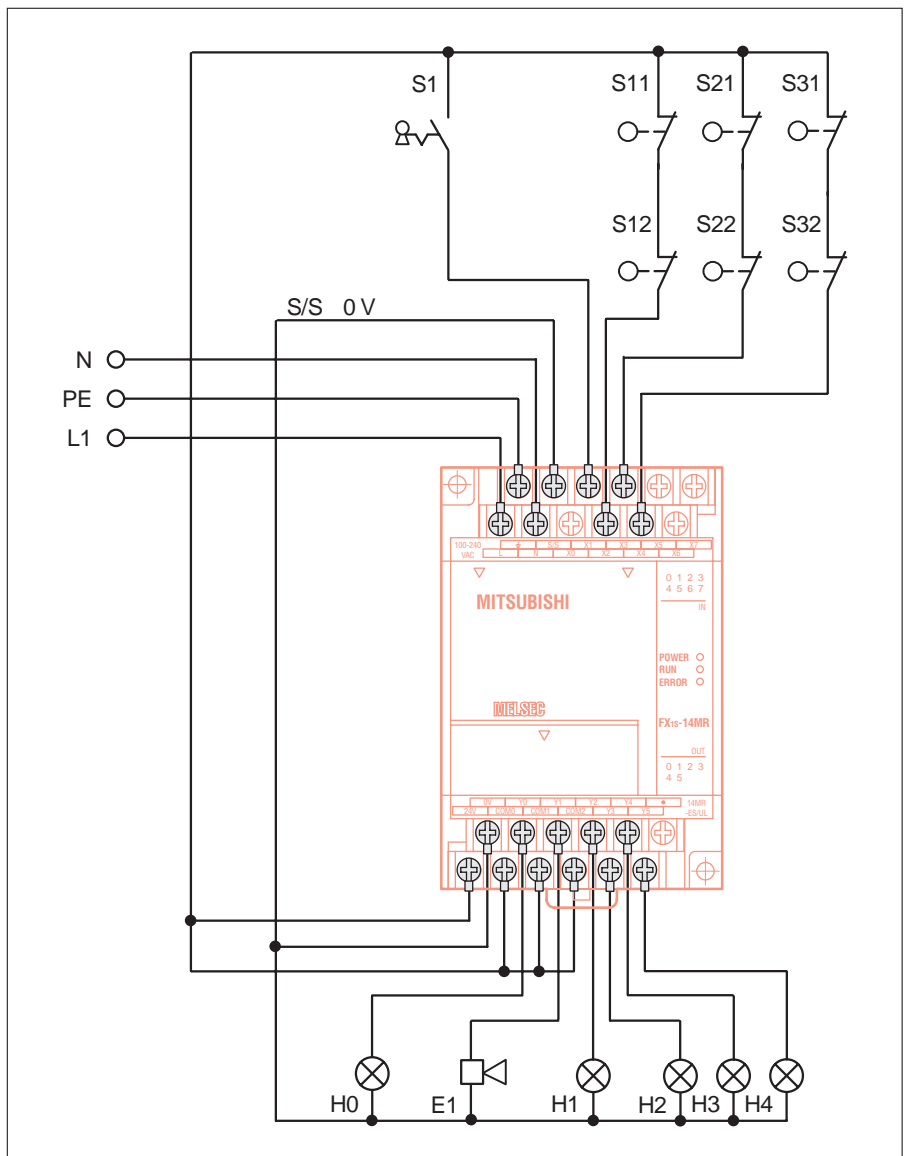 S1 S11 S21 S31
S12 S22 S32
S/S 0 V
N
PE
L1
100-240 ⏚ S/S X1 X3 X5 X7
VAC L N X0 X2 X4 X6
0 1 2 3
4 5 6 7
IN
MITSUBISHI
POWER
RUN
ERROR
MELSEC
FX1S-14MR
OUT
0 1 2 3
4 5
0V Y0 Y1 Y2 Y4 14MR
24V COM0 COM1 COM2 Y3 Y5 -ES/UL
H0 E1 H1 H2 H3 H4